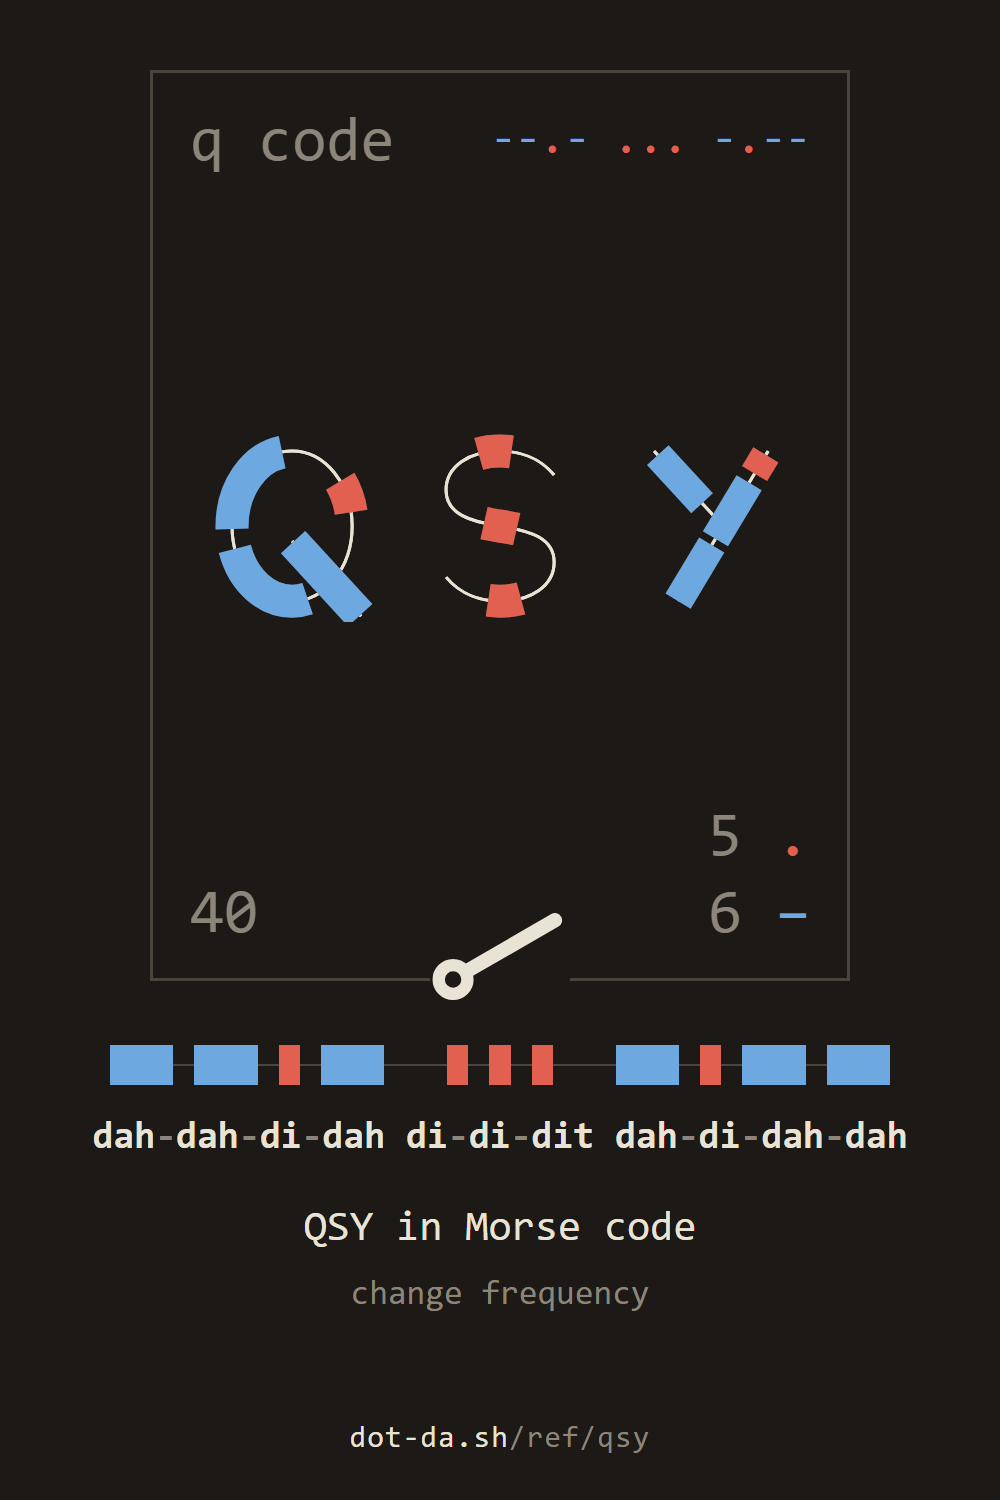 q code --.- ... -.--
QSY
5 .
40 6 -
dah-dah-di-dah di-di-dit dah-di-dah-dah
QSY in Morse code
change frequency
dot-da.sh/ref/qsy